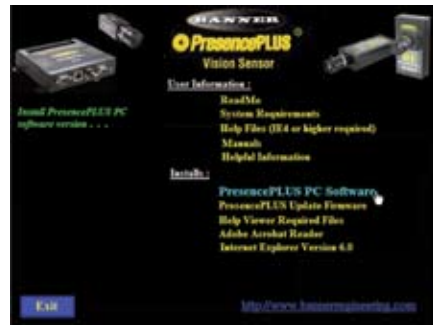 BANNER
PresencePLUS
Vision Sensor
User Information :
ReadMe
System Requirements
Help Files (IE4 or higher required)
Manuals
Helpful Information
Install PresencePLUS PC
software version . . .
Installs :
PresencePLUS PC Software
PresencePLUS Update Firmware
Help Viewer Required Files
Adobe Acrobat Reader
Internet Explorer Version 6.0
Exit
http://www.bannerengineering.com